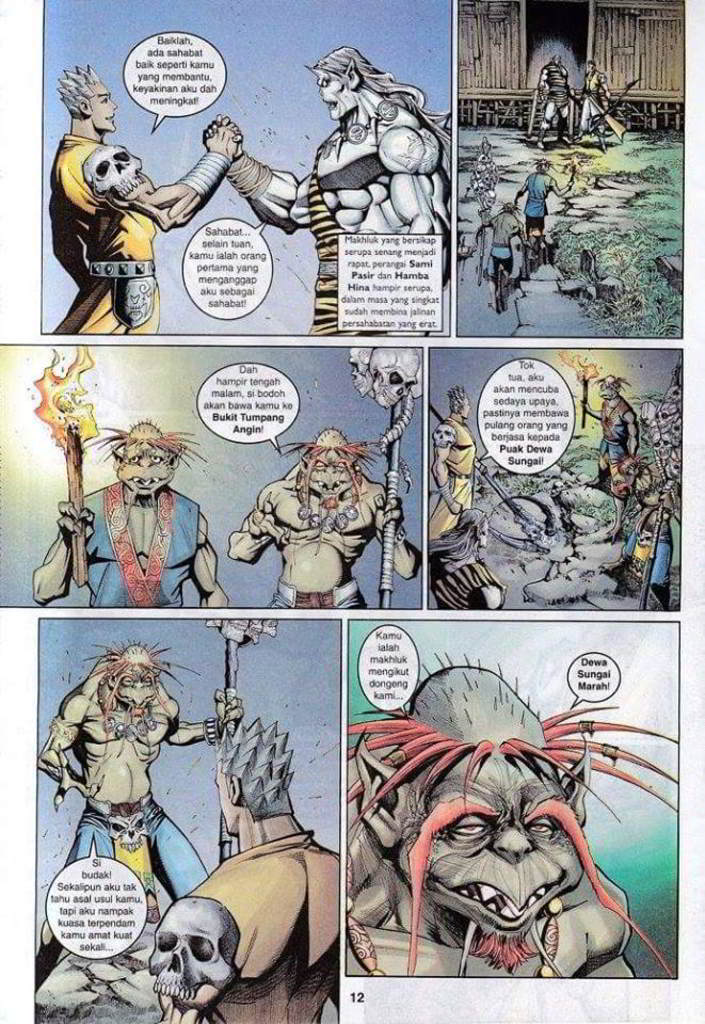 Baiklah,
ada sahabat
baik seperti kamu
yang membantu,
keyakinan aku dah
meningkat!
Sahabat...
selain tuan,
kamu ialah orang
pertama yang
menganggap
aku sebagai
sahabat!
Makhluk yang bersikap
serupa senang menjadi
rapat, perangai Sami
Pasir dan Hamba
Hina hampir serupa,
dalam masa yang singkat
sudah membina jalinan
persahabatan yang erat.
Dah
hampir tengah
malam, si bodoh
akan bawa kamu ke
Bukit Tumpang
Angin!
Tok
tua, aku
akan mencuba
sedaya upaya,
pastinya membawa
pulang orang yang
berjasa kepada
Puak Dewa
Sungai!
Si
budak!
Sekalipun aku tak
tahu asal usul kamu,
tapi aku nampak
kuasa terpendam
kamu amat kuat
sekali...
Kamu
ialah
makhluk
mengikut
dongeng
kami...
Dewa
Sungai
Marah!
12